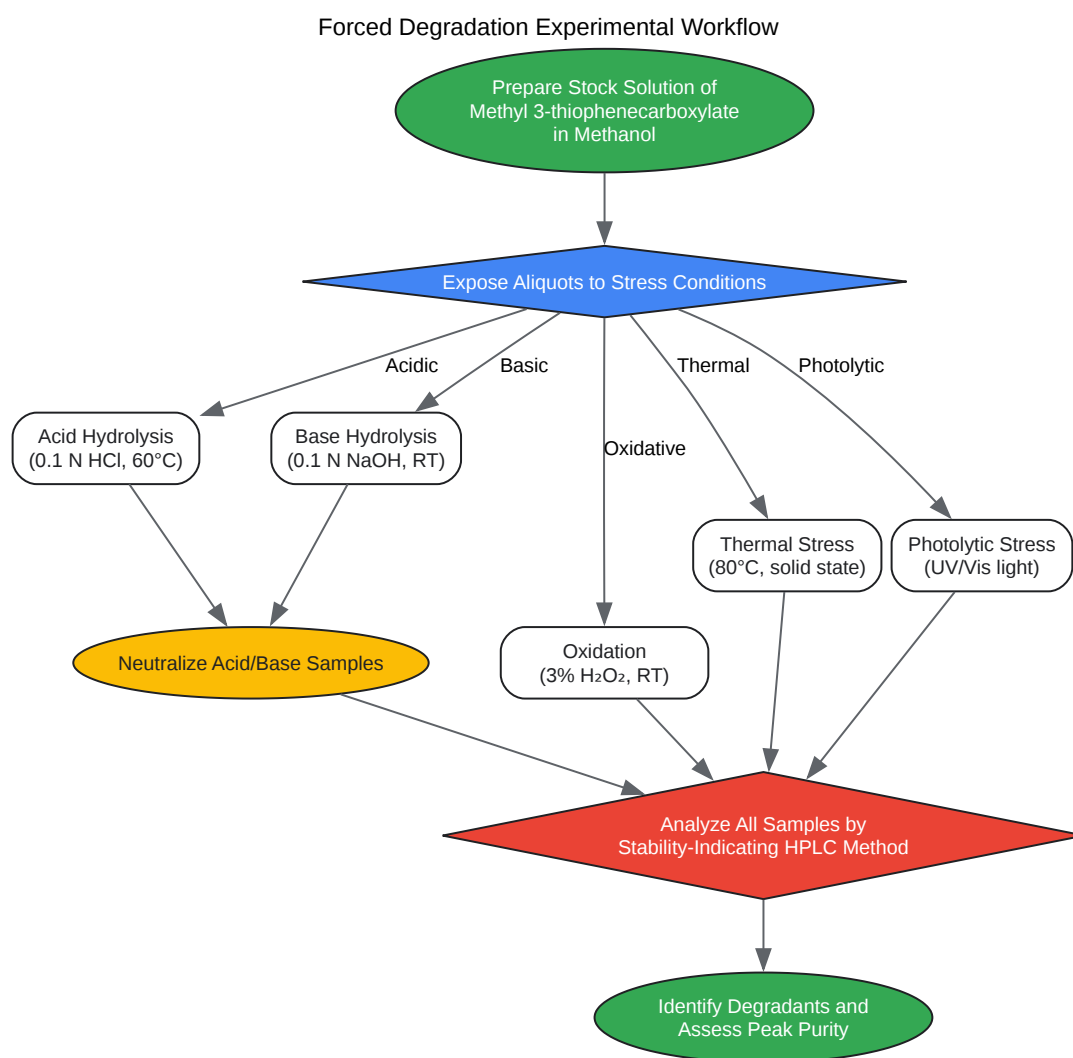 Forced Degradation Experimental Workflow
Prepare Stock Solution of
Methyl 3-thiophenecarboxylate
in Methanol
Expose Aliquots to Stress Conditions
Acidic
Basic
Thermal
Photolytic
Oxidative
Acid Hydrolysis
(0.1 N HCl, 60°C)
Base Hydrolysis
(0.1 N NaOH, RT)
Thermal Stress
(80°C, solid state)
Photolytic Stress
(UV/Vis light)
Neutralize Acid/Base Samples
Oxidation
(3% H₂O₂, RT)
Analyze All Samples by
Stability-Indicating HPLC Method
Identify Degradants and
Assess Peak Purity